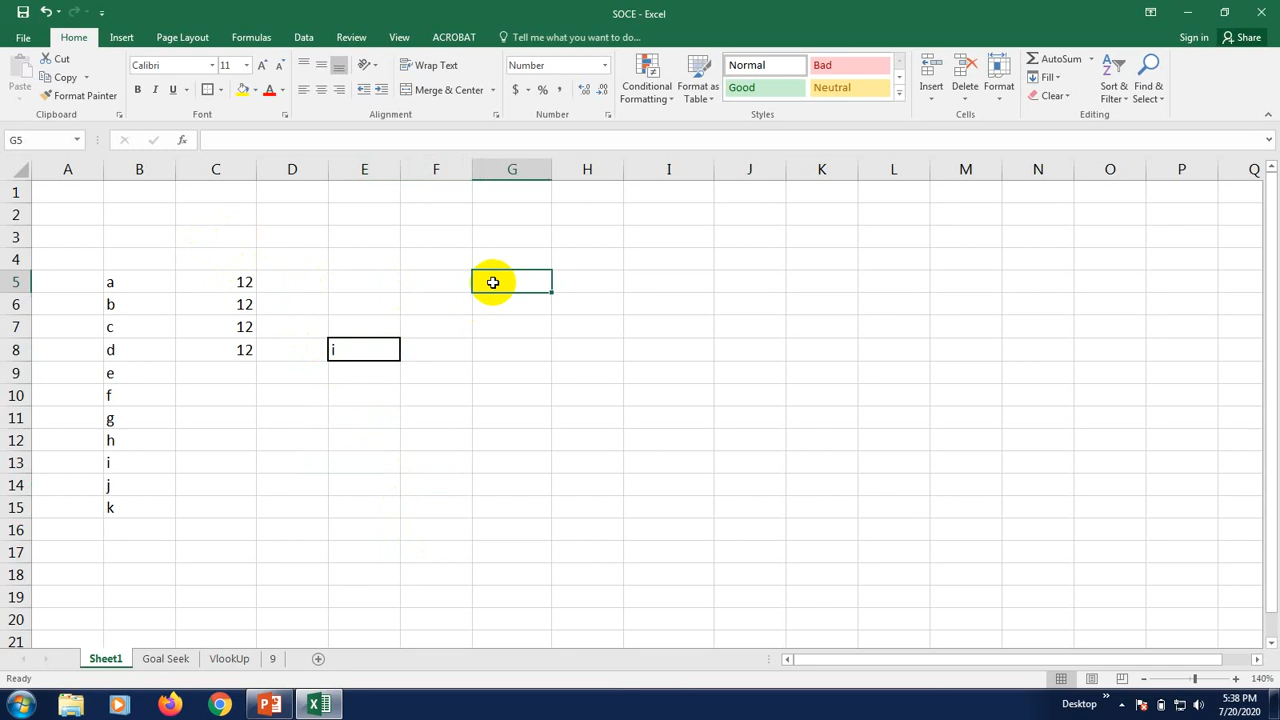 SOCE - Excel
File Home Insert Page Layout Formulas Data Review View ACROBAT Tell me what you want to do... Sign in Share
Paste Cut Copy Format Painter Clipboard
Calibri 11 B I U A A A Font
Wrap Text Merge & Center Alignment
Number $ % , Number
Conditional Formatting Format as Table Normal Bad Good Neutral Styles
Insert Delete Format Cells
AutoSum Fill Clear Sort & Filter Find & Select Editing
G5 fx
A B C D E F G H I J K L M N O P Q
1
2
3
4
5 a 12
6 b 12
7 c 12
8 d 12 i
9 e
10 f
11 g
12 h
13 i
14 j
15 k
16
17
18
19
20
21
Sheet1 Goal Seek VlookUp 9
Ready 140%
Desktop 5:38 PM
7/20/2020